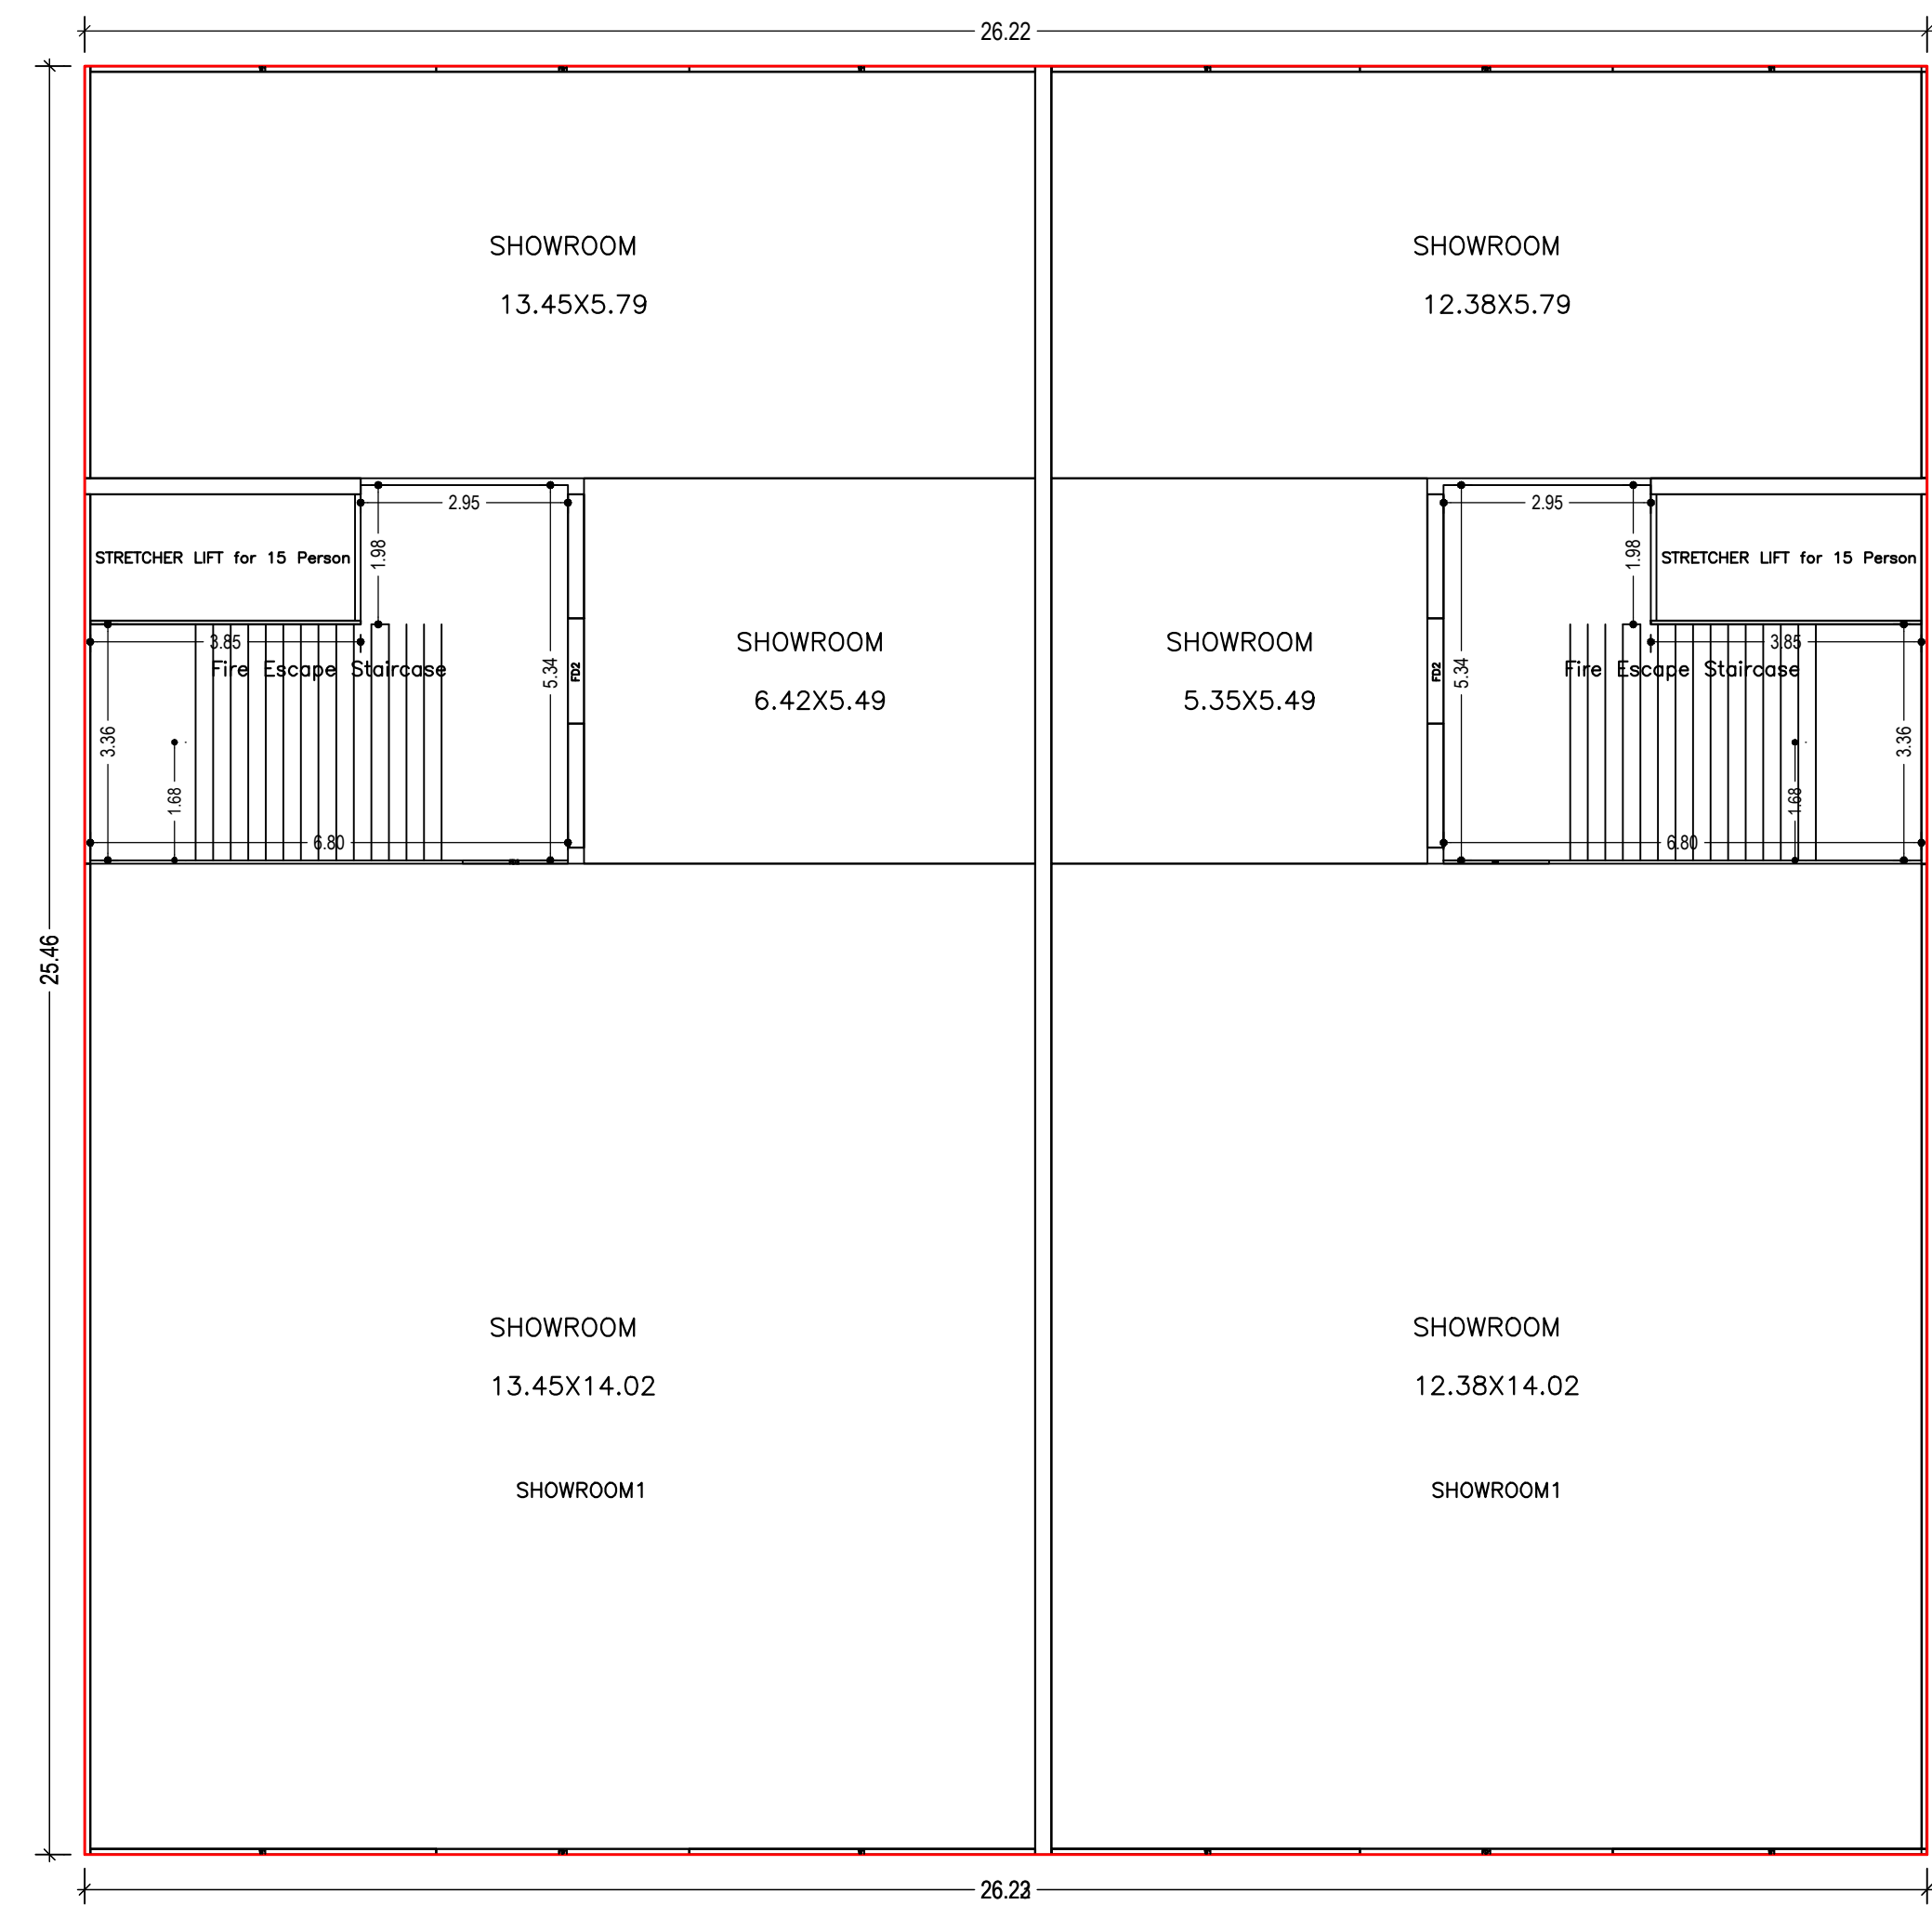 26.22
SHOWROOM
13.45X5.79
SHOWROOM
12.38X5.79
2.95
2.95
STRETCHER LIFT for 15 Person
1.98
1.98
STRETCHER LIFT for 15 Person
3.85
Fire Escape Staircase
5.34
FD2
SHOWROOM
6.42X5.49
SHOWROOM
5.35X5.49
FD2
5.34
3.85
Fire Escape Staircase
3.36
1.68
6.80
3.36
1.68
6.80
25.46
SHOWROOM
13.45X14.02
SHOWROOM1
SHOWROOM
12.38X14.02
SHOWROOM1